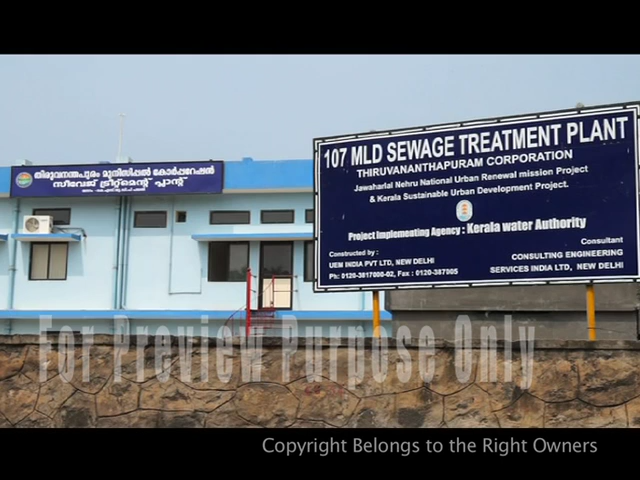 തിരുവനന്തപുരം മുനിസിപ്പൽ കോർപ്പറേഷൻ
സീവേജ് ട്രീറ്റ്മെന്റ് പ്ലാന്റ്
107 MLD SEWAGE TREATMENT PLANT
THIRUVANANTHAPURAM CORPORATION
Jawaharlal Nehru National Urban Renewal mission Project
& Kerala Sustainable Urban Development Project.
Project Implementing Agency : Kerala water Authority
Constructed by :
UEM INDIA PVT LTD, NEW DELHI
Ph: 0120-3817000-02, Fax : 0120-387905
Consultant
CONSULTING ENGINEERING
SERVICES INDIA LTD, NEW DELHI
For Preview Purpose Only
Copyright Belongs to the Right Owners